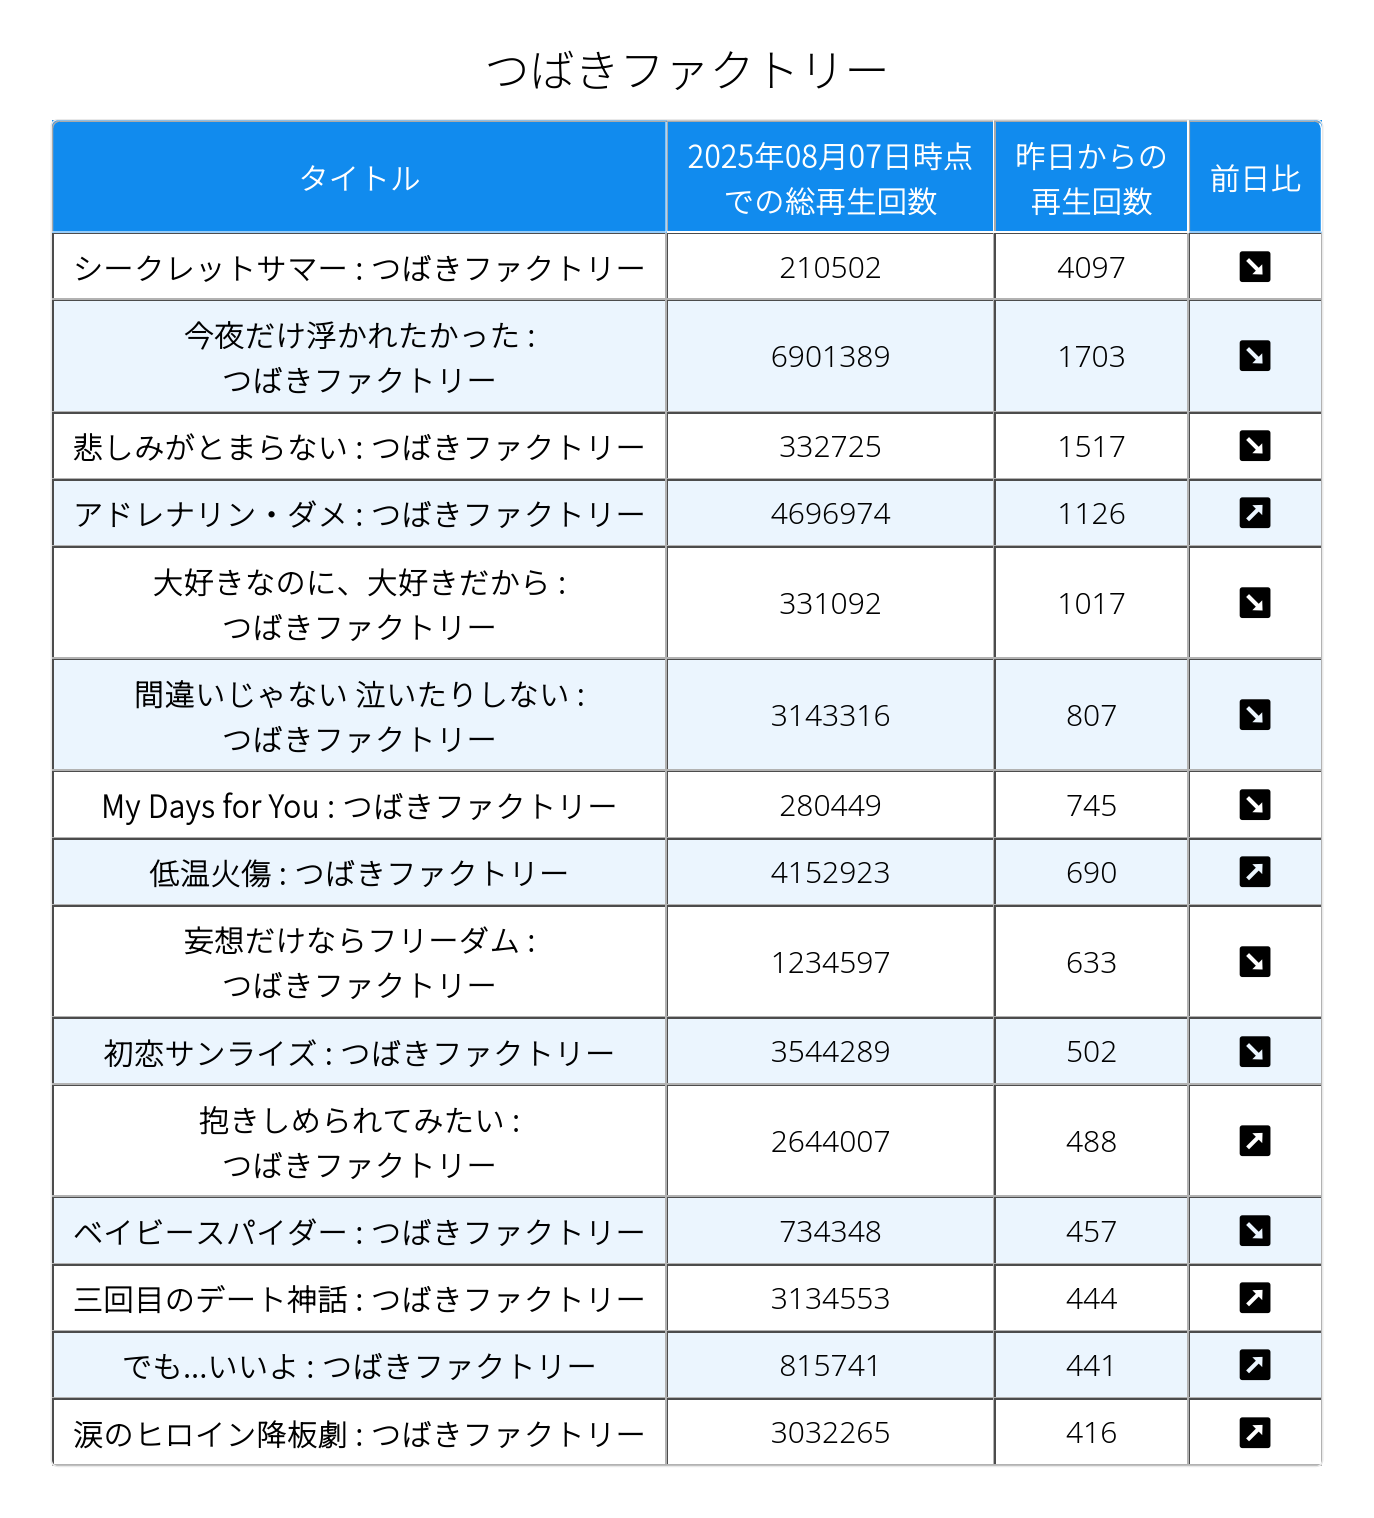 つばきファクトリー
タイトル
2025年08月07日時点
での総再生回数
昨日からの
再生回数
前日比
シークレットサマー : つばきファクトリー
210502
4097
今夜だけ浮かれたかった :
つばきファクトリー
6901389
1703
悲しみがとまらない : つばきファクトリー
332725
1517
アドレナリン・ダメ : つばきファクトリー
4696974
1126
大好きなのに、大好きだから :
つばきファクトリー
331092
1017
間違いじゃない 泣いたりしない :
つばきファクトリー
3143316
807
My Days for You : つばきファクトリー
280449
745
低温火傷 : つばきファクトリー
4152923
690
妄想だけならフリーダム :
つばきファクトリー
1234597
633
初恋サンライズ : つばきファクトリー
3544289
502
抱きしめられてみたい :
つばきファクトリー
2644007
488
ベイビースパイダー : つばきファクトリー
734348
457
三回目のデート神話 : つばきファクトリー
3134553
444
でも...いいよ : つばきファクトリー
815741
441
涙のヒロイン降板劇 : つばきファクトリー
3032265
416